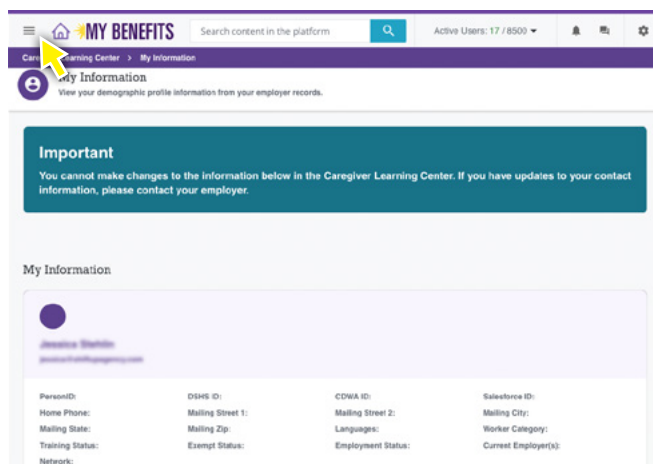 MY BENEFITS Search content in the platform Active Users: 17 / 8500
Learning Center > My Information
My Information
View your demographic profile information from your employer records.
Important
You cannot make changes to the information below in the Caregiver Learning Center. If you have updates to your contact
information, please contact your employer.
My Information
PersonID: DSHS ID: CDWA ID: Salesforce ID:
Home Phone: Mailing Street 1: Mailing Street 2: Mailing City:
Mailing State: Mailing Zip: Languages: Worker Category:
Training Status: Exempt Status: Employment Status: Current Employer(s):
Network: